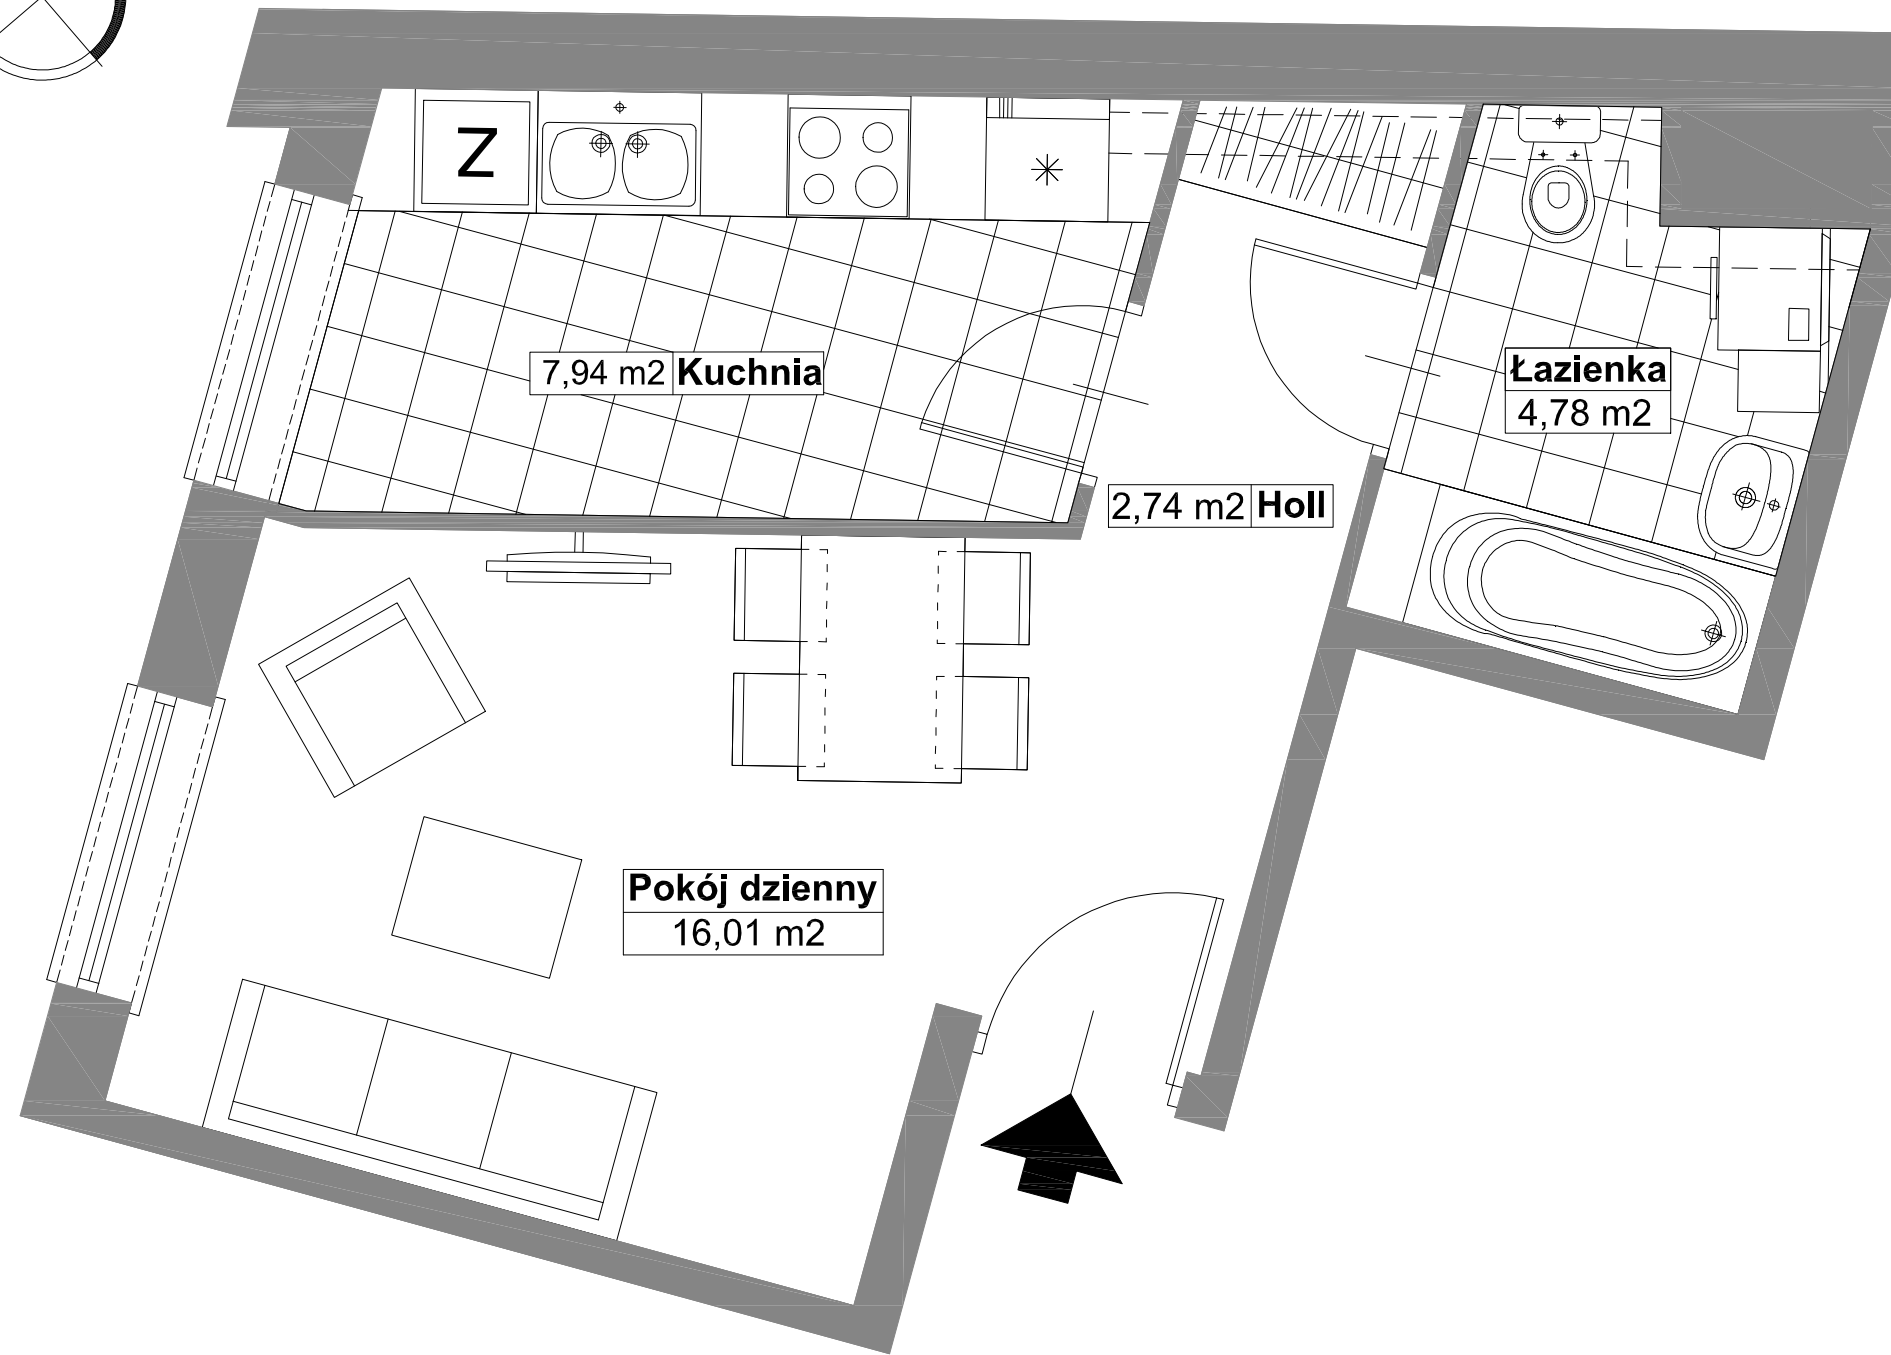 Z
7,94 m2 Kuchnia
Łazienka
4,78 m2
2,74 m2 Holl
Pokój dzienny
16,01 m2